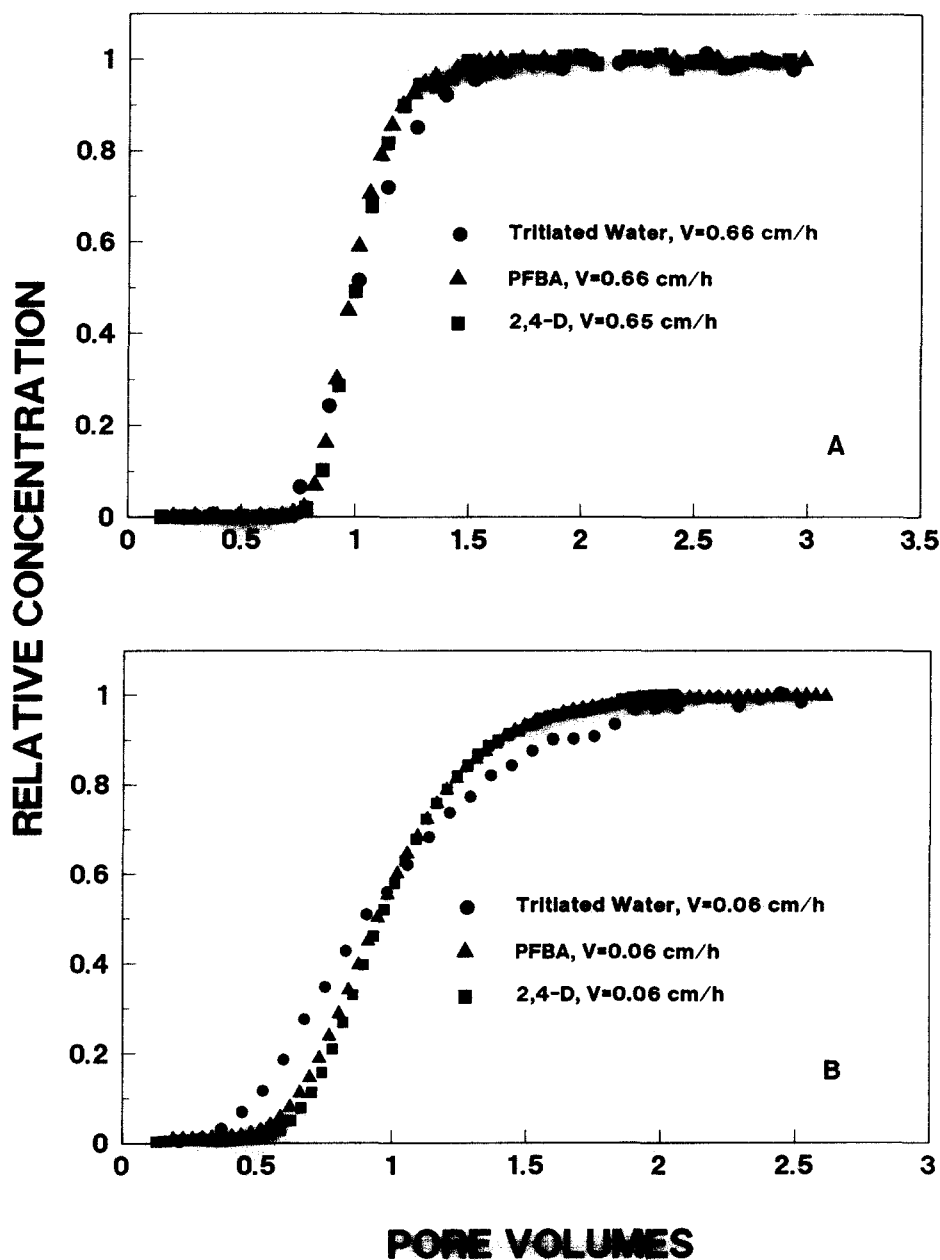 RELATIVE CONCENTRATION
1
0.8
0.6
0.4
0.2
0
0
0.5
1
1.5
2
2.5
3
3.5
Tritiated Water, V=0.66 cm/h
PFBA, V=0.66 cm/h
2,4-D, V=0.65 cm/h
A
1
0.8
0.6
0.4
0.2
0
0
0.5
1
1.5
2
2.5
3
Tritiated Water, V=0.06 cm/h
PFBA, V=0.06 cm/h
2,4-D, V=0.06 cm/h
B
PORE VOLUMES